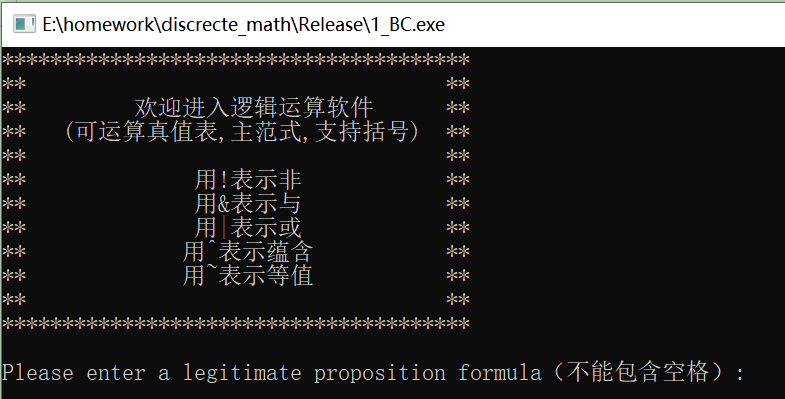 E:\homework\discrecte_math\Release\1_BC.exe
***************************************
** **
** 欢迎进入逻辑运算软件 **
** (可运算真值表,主范式,支持括号) **
** **
** 用!表示非 **
** 用&表示与 **
** 用|表示或 **
** 用^表示蕴含 **
** 用~表示等值 **
** **
***************************************
Please enter a legitimate proposition formula（不能包含空格）: